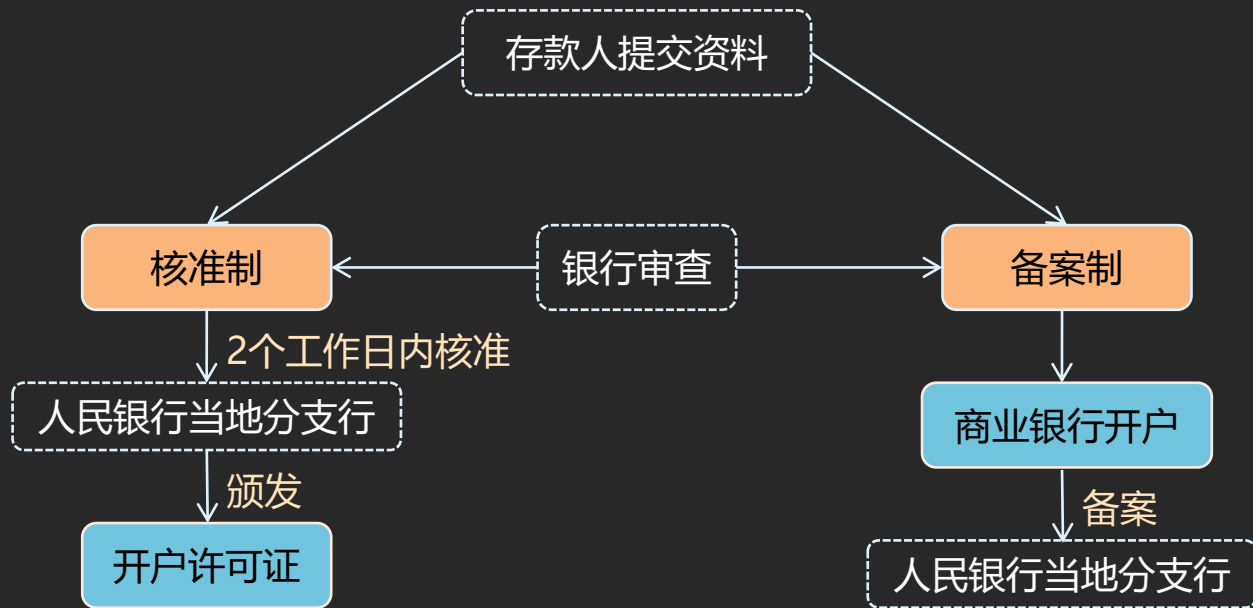 存款人提交资料
核准制
银行审查
备案制
2个工作日内核准
人民银行当地分支行
商业银行开户
颁发
备案
开户许可证
人民银行当地分支行